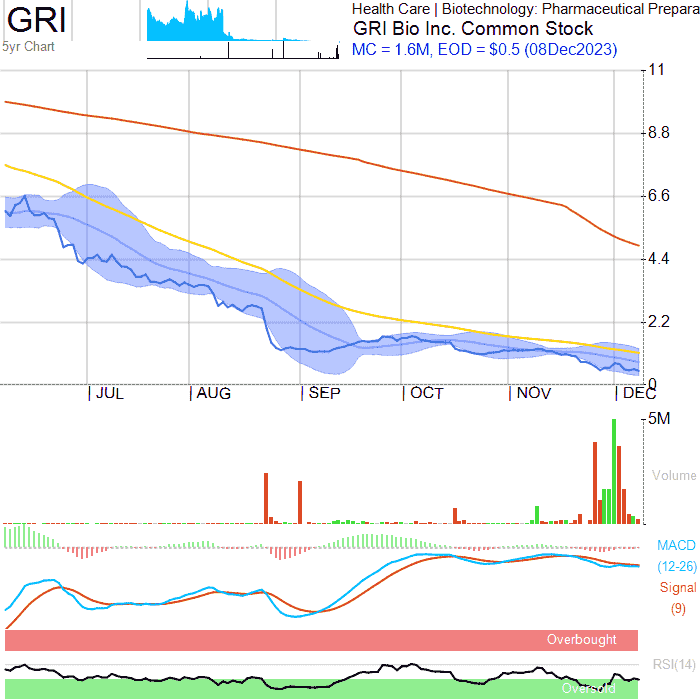 GRI
5yr Chart
Health Care | Biotechnology: Pharmaceutical Prepara
GRI Bio Inc. Common Stock
MC = 1.6M, EOD = $0.5 (08Dec2023)
11
8.8
6.6
4.4
2.2
0
JUL
AUG
SEP
OCT
NOV
DEC
5M
Volume
MACD
(12-26)
Signal
(9)
Overbought
RSI(14)
Oversold